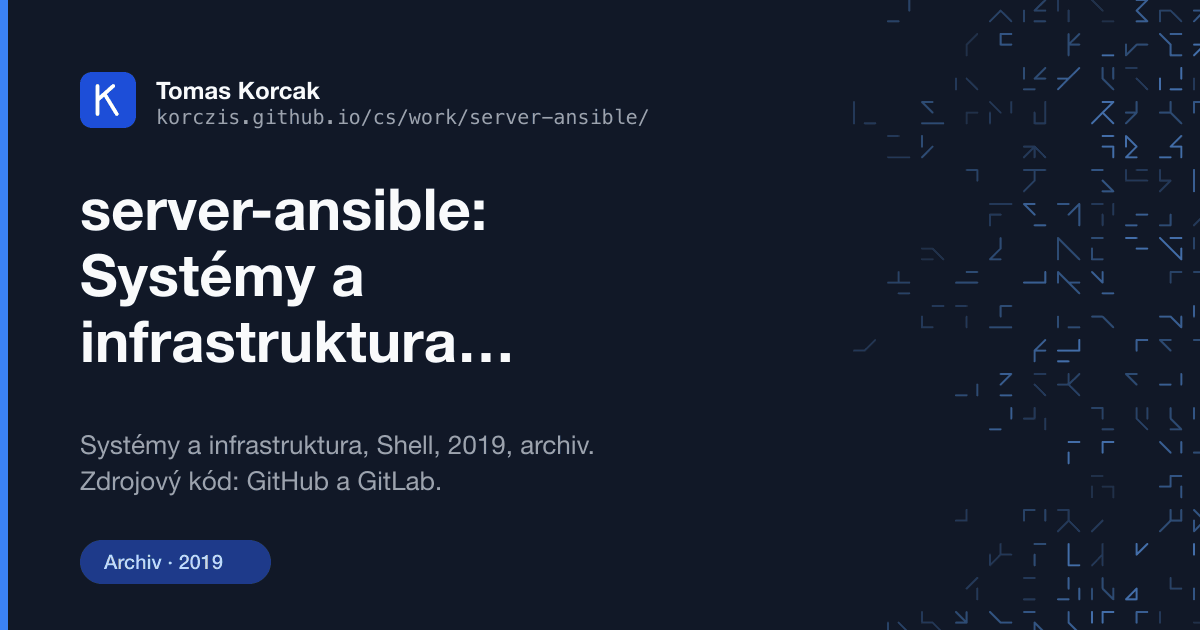 K
Tomas Korcak
korczis.github.io/cs/work/server-ansible/
server-ansible:
Systémy a
infrastruktura…
Systémy a infrastruktura, Shell, 2019, archiv.
Zdrojový kód: GitHub a GitLab.
Archiv · 2019